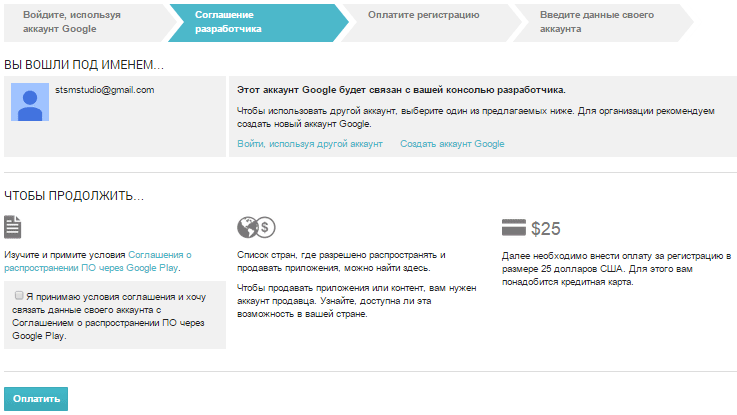 Войдите, используя
аккаунт Google
Соглашение
разработчика
Оплатите регистрацию
Введите данные своего
аккаунта
ВЫ ВОШЛИ ПОД ИМЕНЕМ...
stsmstudio@gmail.com
Этот аккаунт Google будет связан с вашей консолью разработчика.
Чтобы использовать другой аккаунт, выберите один из предлагаемых ниже. Для организации рекомендуем
создать новый аккаунт Google.
Войти, используя другой аккаунт Создать аккаунт Google
ЧТОБЫ ПРОДОЛЖИТЬ...
Изучите и примите условия Соглашения о
распространении ПО через Google Play.
Я принимаю условия соглашения и хочу
связать данные своего аккаунта с
Соглашением о распространении ПО через
Google Play.
$
Список стран, где разрешено распространять и
продавать приложения, можно найти здесь.
Чтобы продавать приложения или контент, вам нужен
аккаунт продавца. Узнайте, доступна ли эта
возможность в вашей стране.
$25
Далее необходимо внести оплату за регистрацию в
размере 25 долларов США. Для этого вам
понадобится кредитная карта.
Оплатить